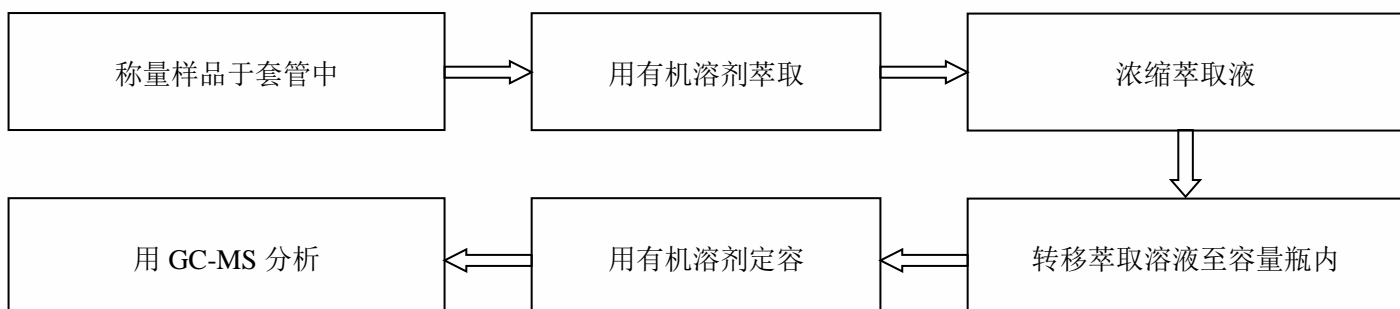 称量样品于套管中
用有机溶剂萃取
浓缩萃取液
转移萃取溶液至容量瓶内
用有机溶剂定容
用 GC-MS 分析